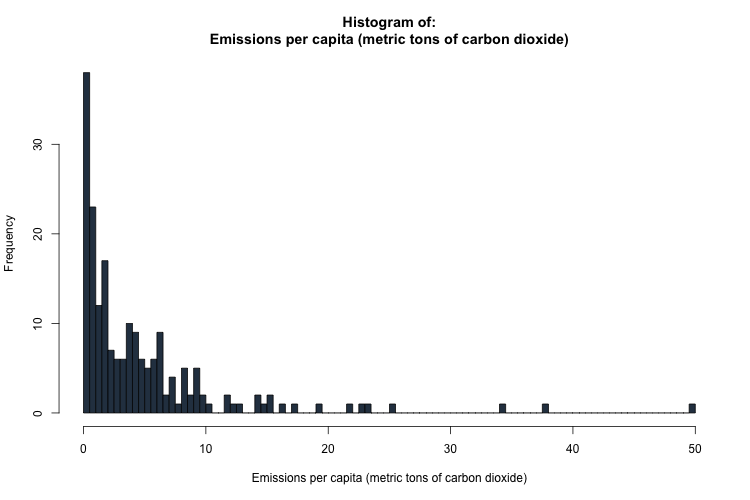 Histogram of:
Emissions per capita (metric tons of carbon dioxide)
30
20
10
0
Frequency
0 10 20 30 40 50
Emissions per capita (metric tons of carbon dioxide)